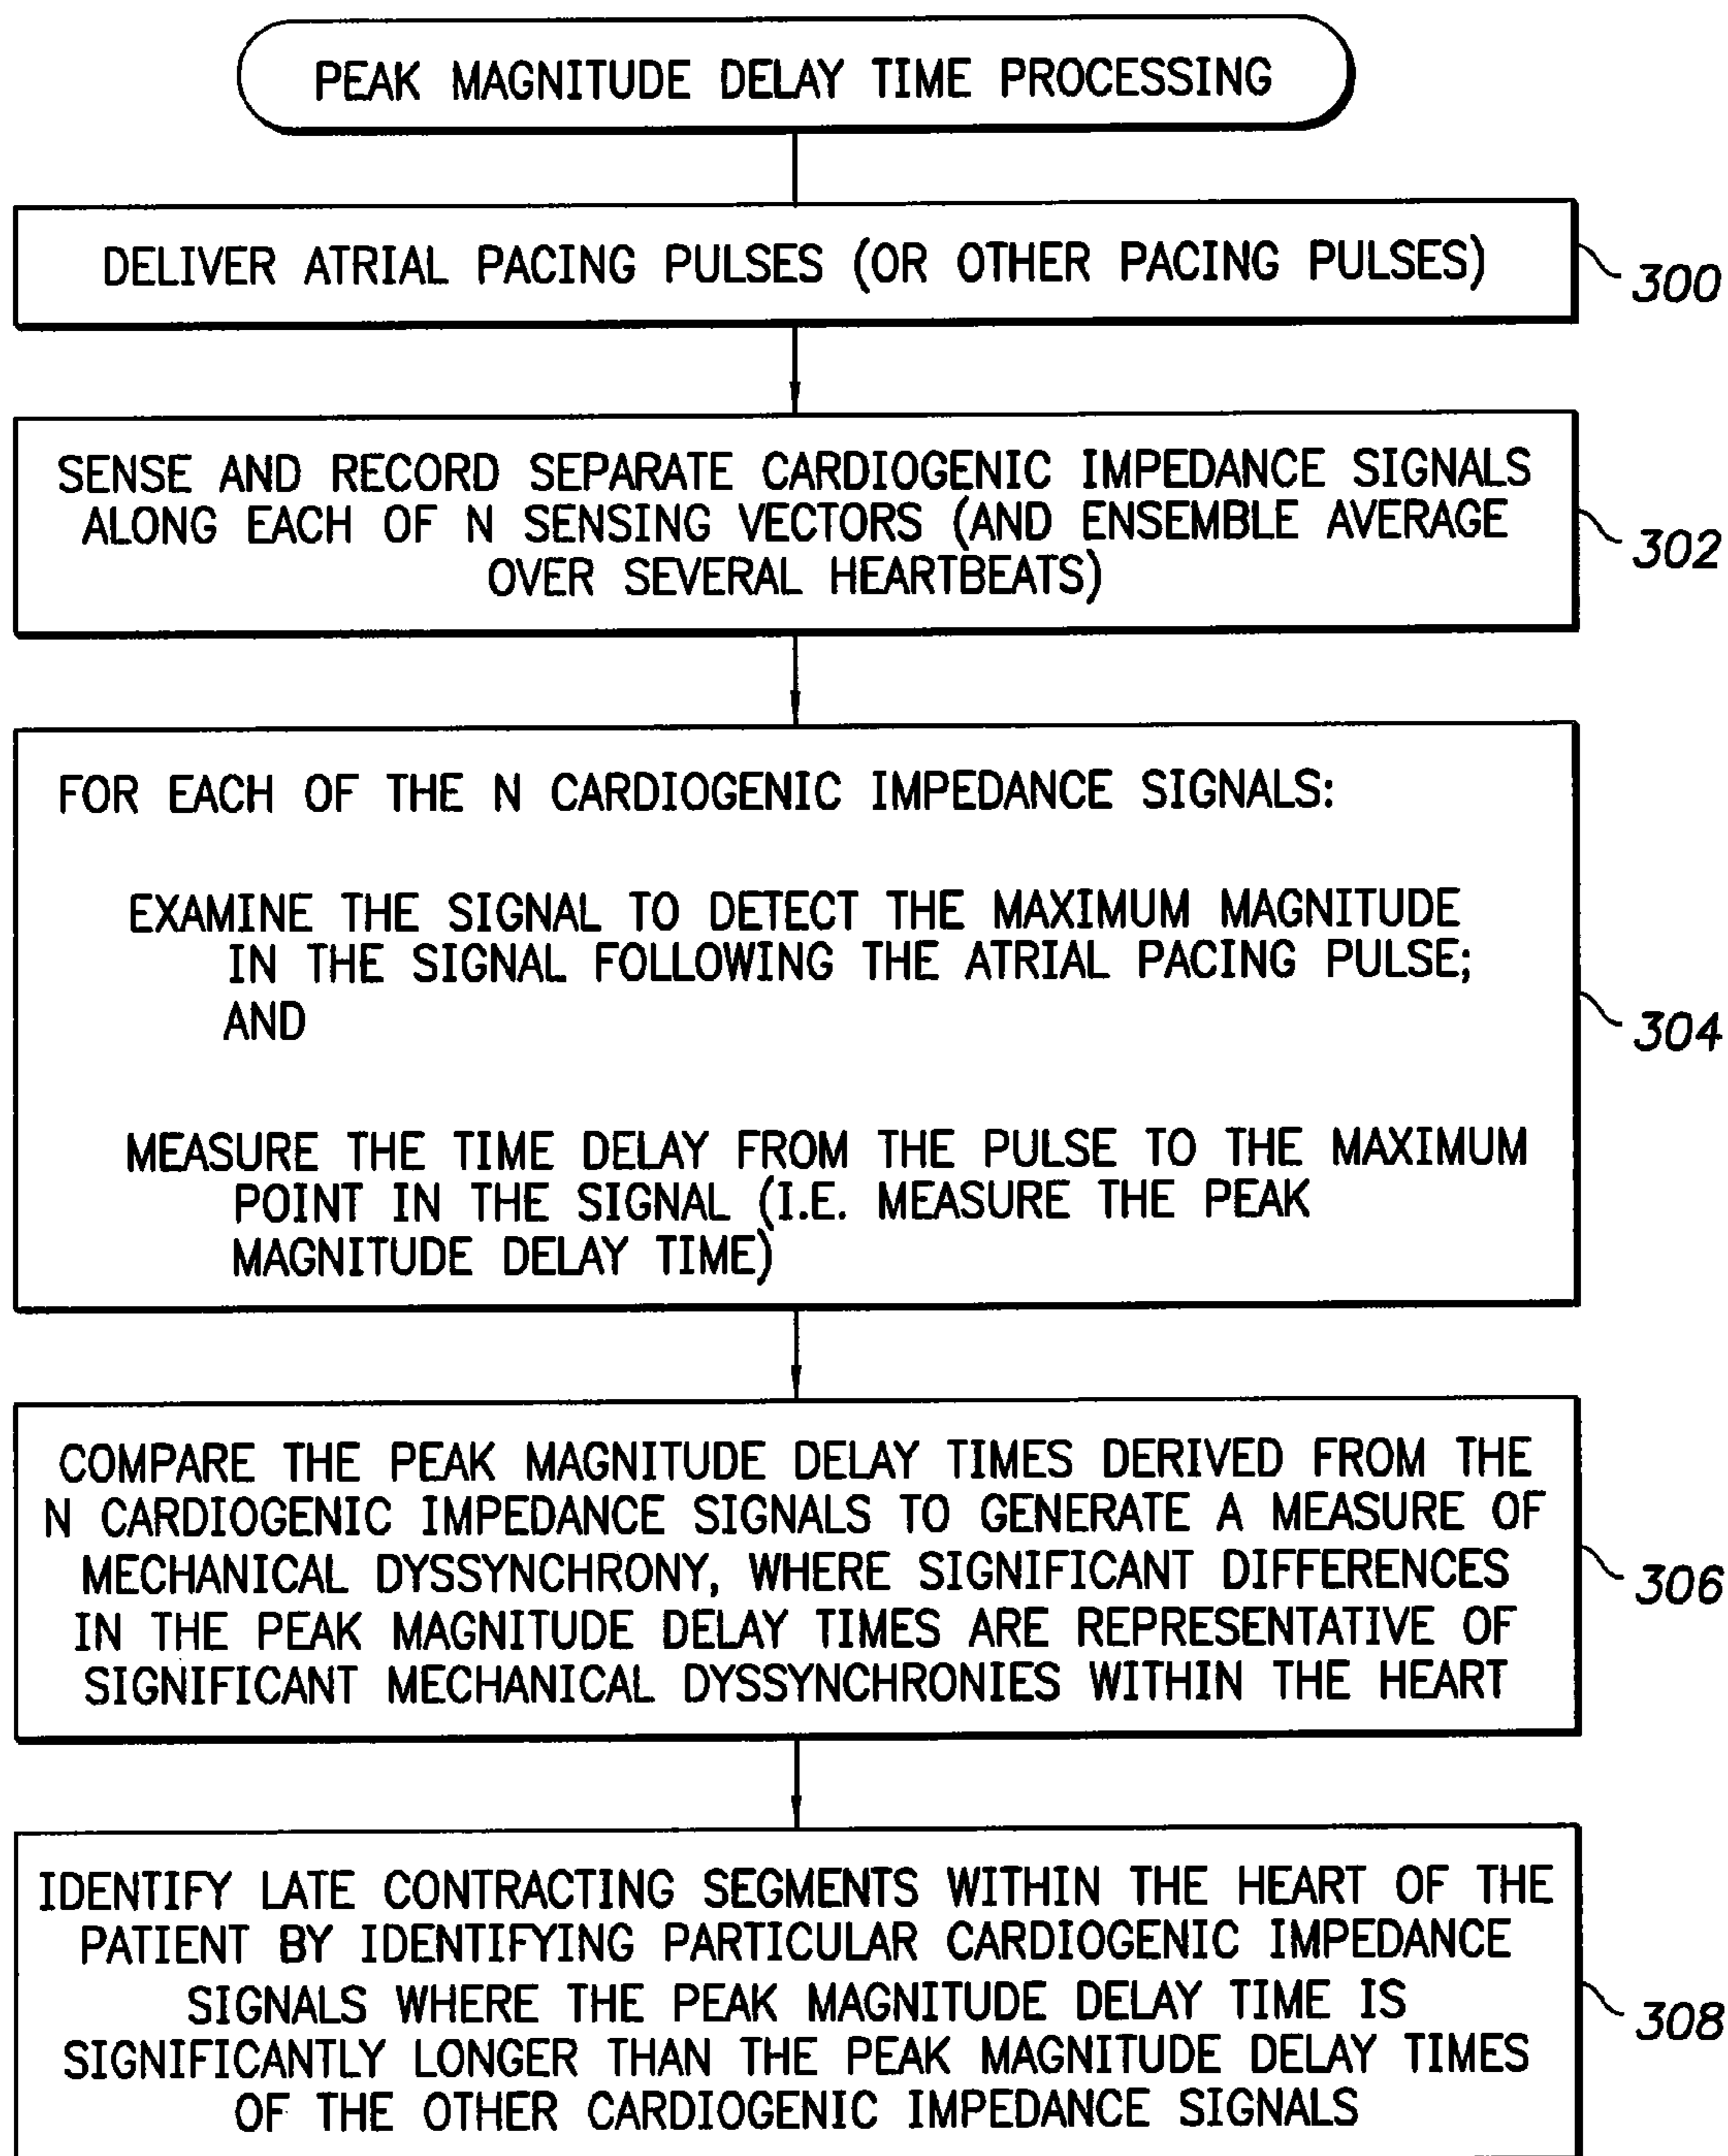 PEAK MAGNITUDE DELAY TIME PROCESSING
DELIVER ATRIAL PACING PULSES (OR OTHER PACING PULSES)
300
SENSE AND RECORD SEPARATE CARDIOGENIC IMPEDANCE SIGNALS
ALONG EACH OF N SENSING VECTORS (AND ENSEMBLE AVERAGE
OVER SEVERAL HEARTBEATS)
302
FOR EACH OF THE N CARDIOGENIC IMPEDANCE SIGNALS:
EXAMINE THE SIGNAL TO DETECT THE MAXIMUM MAGNITUDE
IN THE SIGNAL FOLLOWING THE ATRIAL PACING PULSE;
AND
304
MEASURE THE TIME DELAY FROM THE PULSE TO THE MAXIMUM
POINT IN THE SIGNAL (I.E. MEASURE THE PEAK
MAGNITUDE DELAY TIME)
COMPARE THE PEAK MAGNITUDE DELAY TIMES DERIVED FROM THE
N CARDIOGENIC IMPEDANCE SIGNALS TO GENERATE A MEASURE OF
MECHANICAL DYSSYNCHRONY, WHERE SIGNIFICANT DIFFERENCES
IN THE PEAK MAGNITUDE DELAY TIMES ARE REPRESENTATIVE OF
SIGNIFICANT MECHANICAL DYSSYNCHRONIES WITHIN THE HEART
306
IDENTIFY LATE CONTRACTING SEGMENTS WITHIN THE HEART OF THE
PATIENT BY IDENTIFYING PARTICULAR CARDIOGENIC IMPEDANCE
SIGNALS WHERE THE PEAK MAGNITUDE DELAY TIME IS
SIGNIFICANTLY LONGER THAN THE PEAK MAGNITUDE DELAY TIMES
OF THE OTHER CARDIOGENIC IMPEDANCE SIGNALS
308